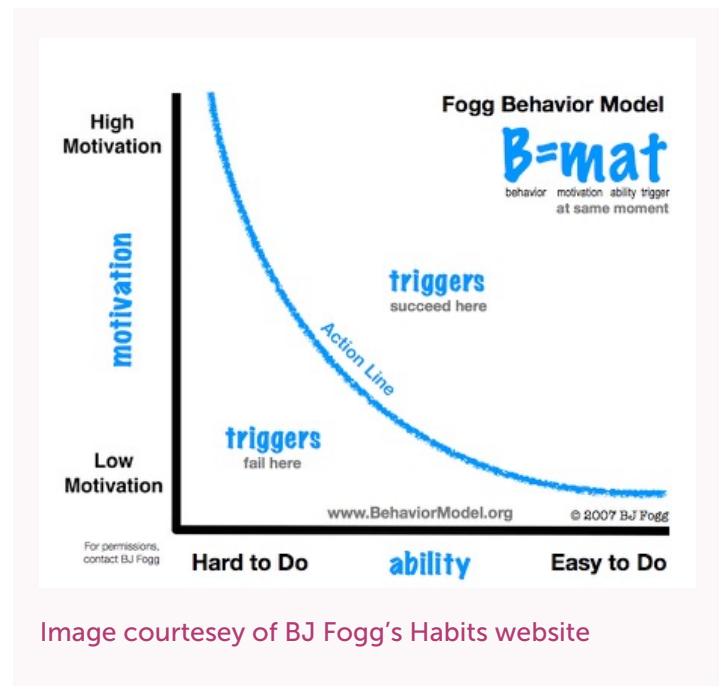 Fogg Behavior Model
B=mat
behavior motivation ability trigger
at same moment
High
Motivation
motivation
triggers
succeed here
Action Line
triggers
fail here
Low
Motivation
www.BehaviorModel.org
© 2007 BJ Fogg
For permissions,
contact BJ Fogg
Hard to Do
ability
Easy to Do
Image courtesey of BJ Fogg’s Habits website